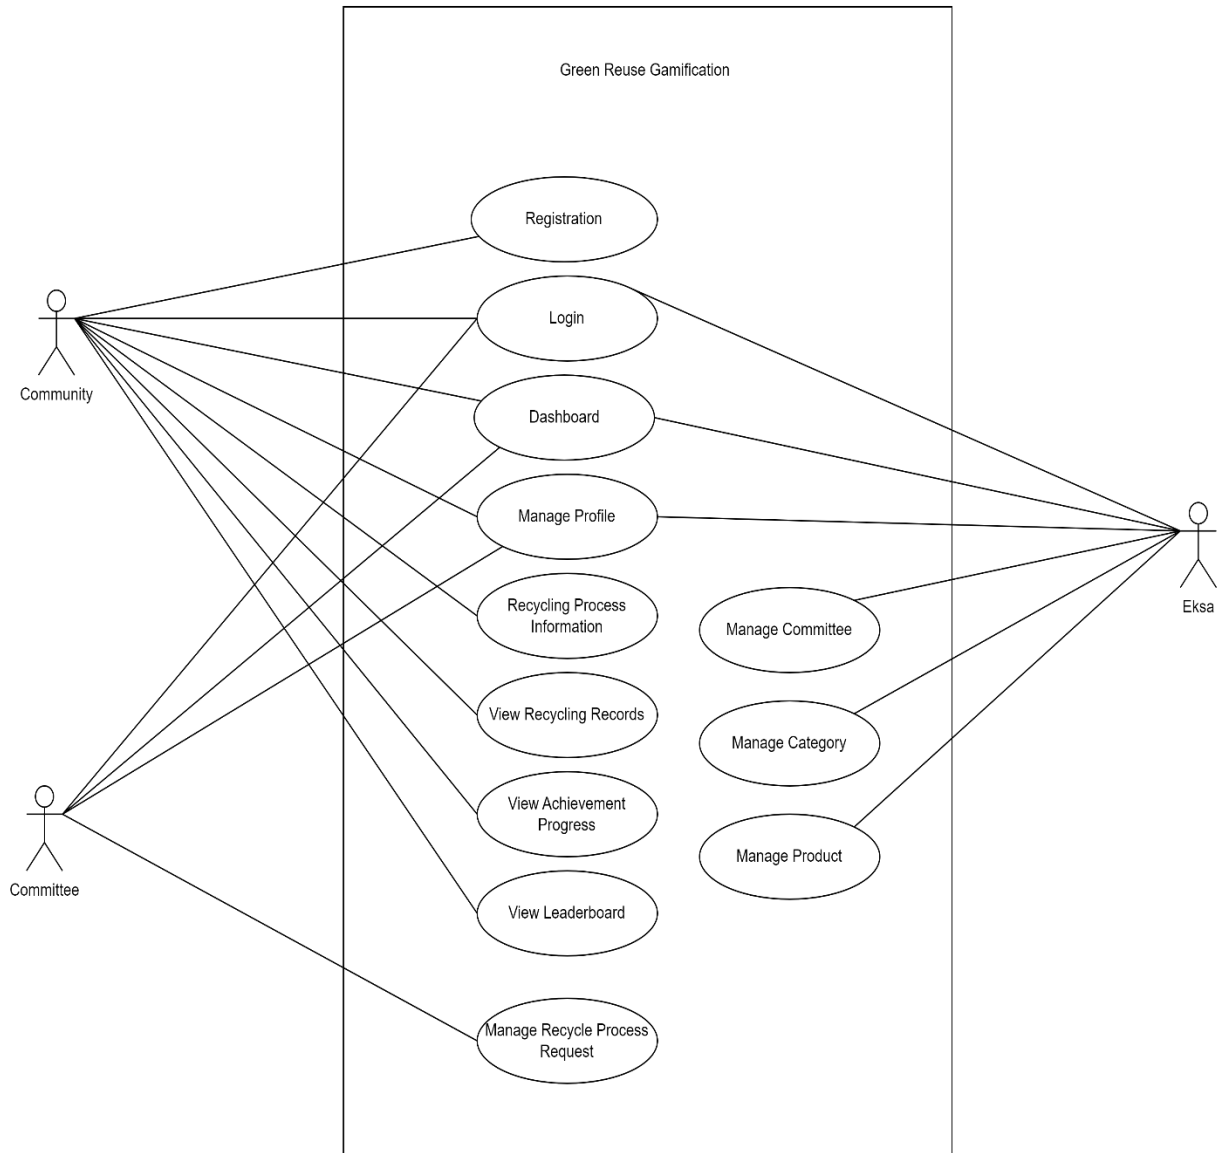 Green Reuse Gamification
Registration
Login
Community
Dashboard
Manage Profile
Recycling Process
Information
Manage Committee
Eksa
View Recycling Records
Manage Category
View Achievement
Progress
Manage Product
Committee
View Leaderboard
Manage Recycle Process
Request